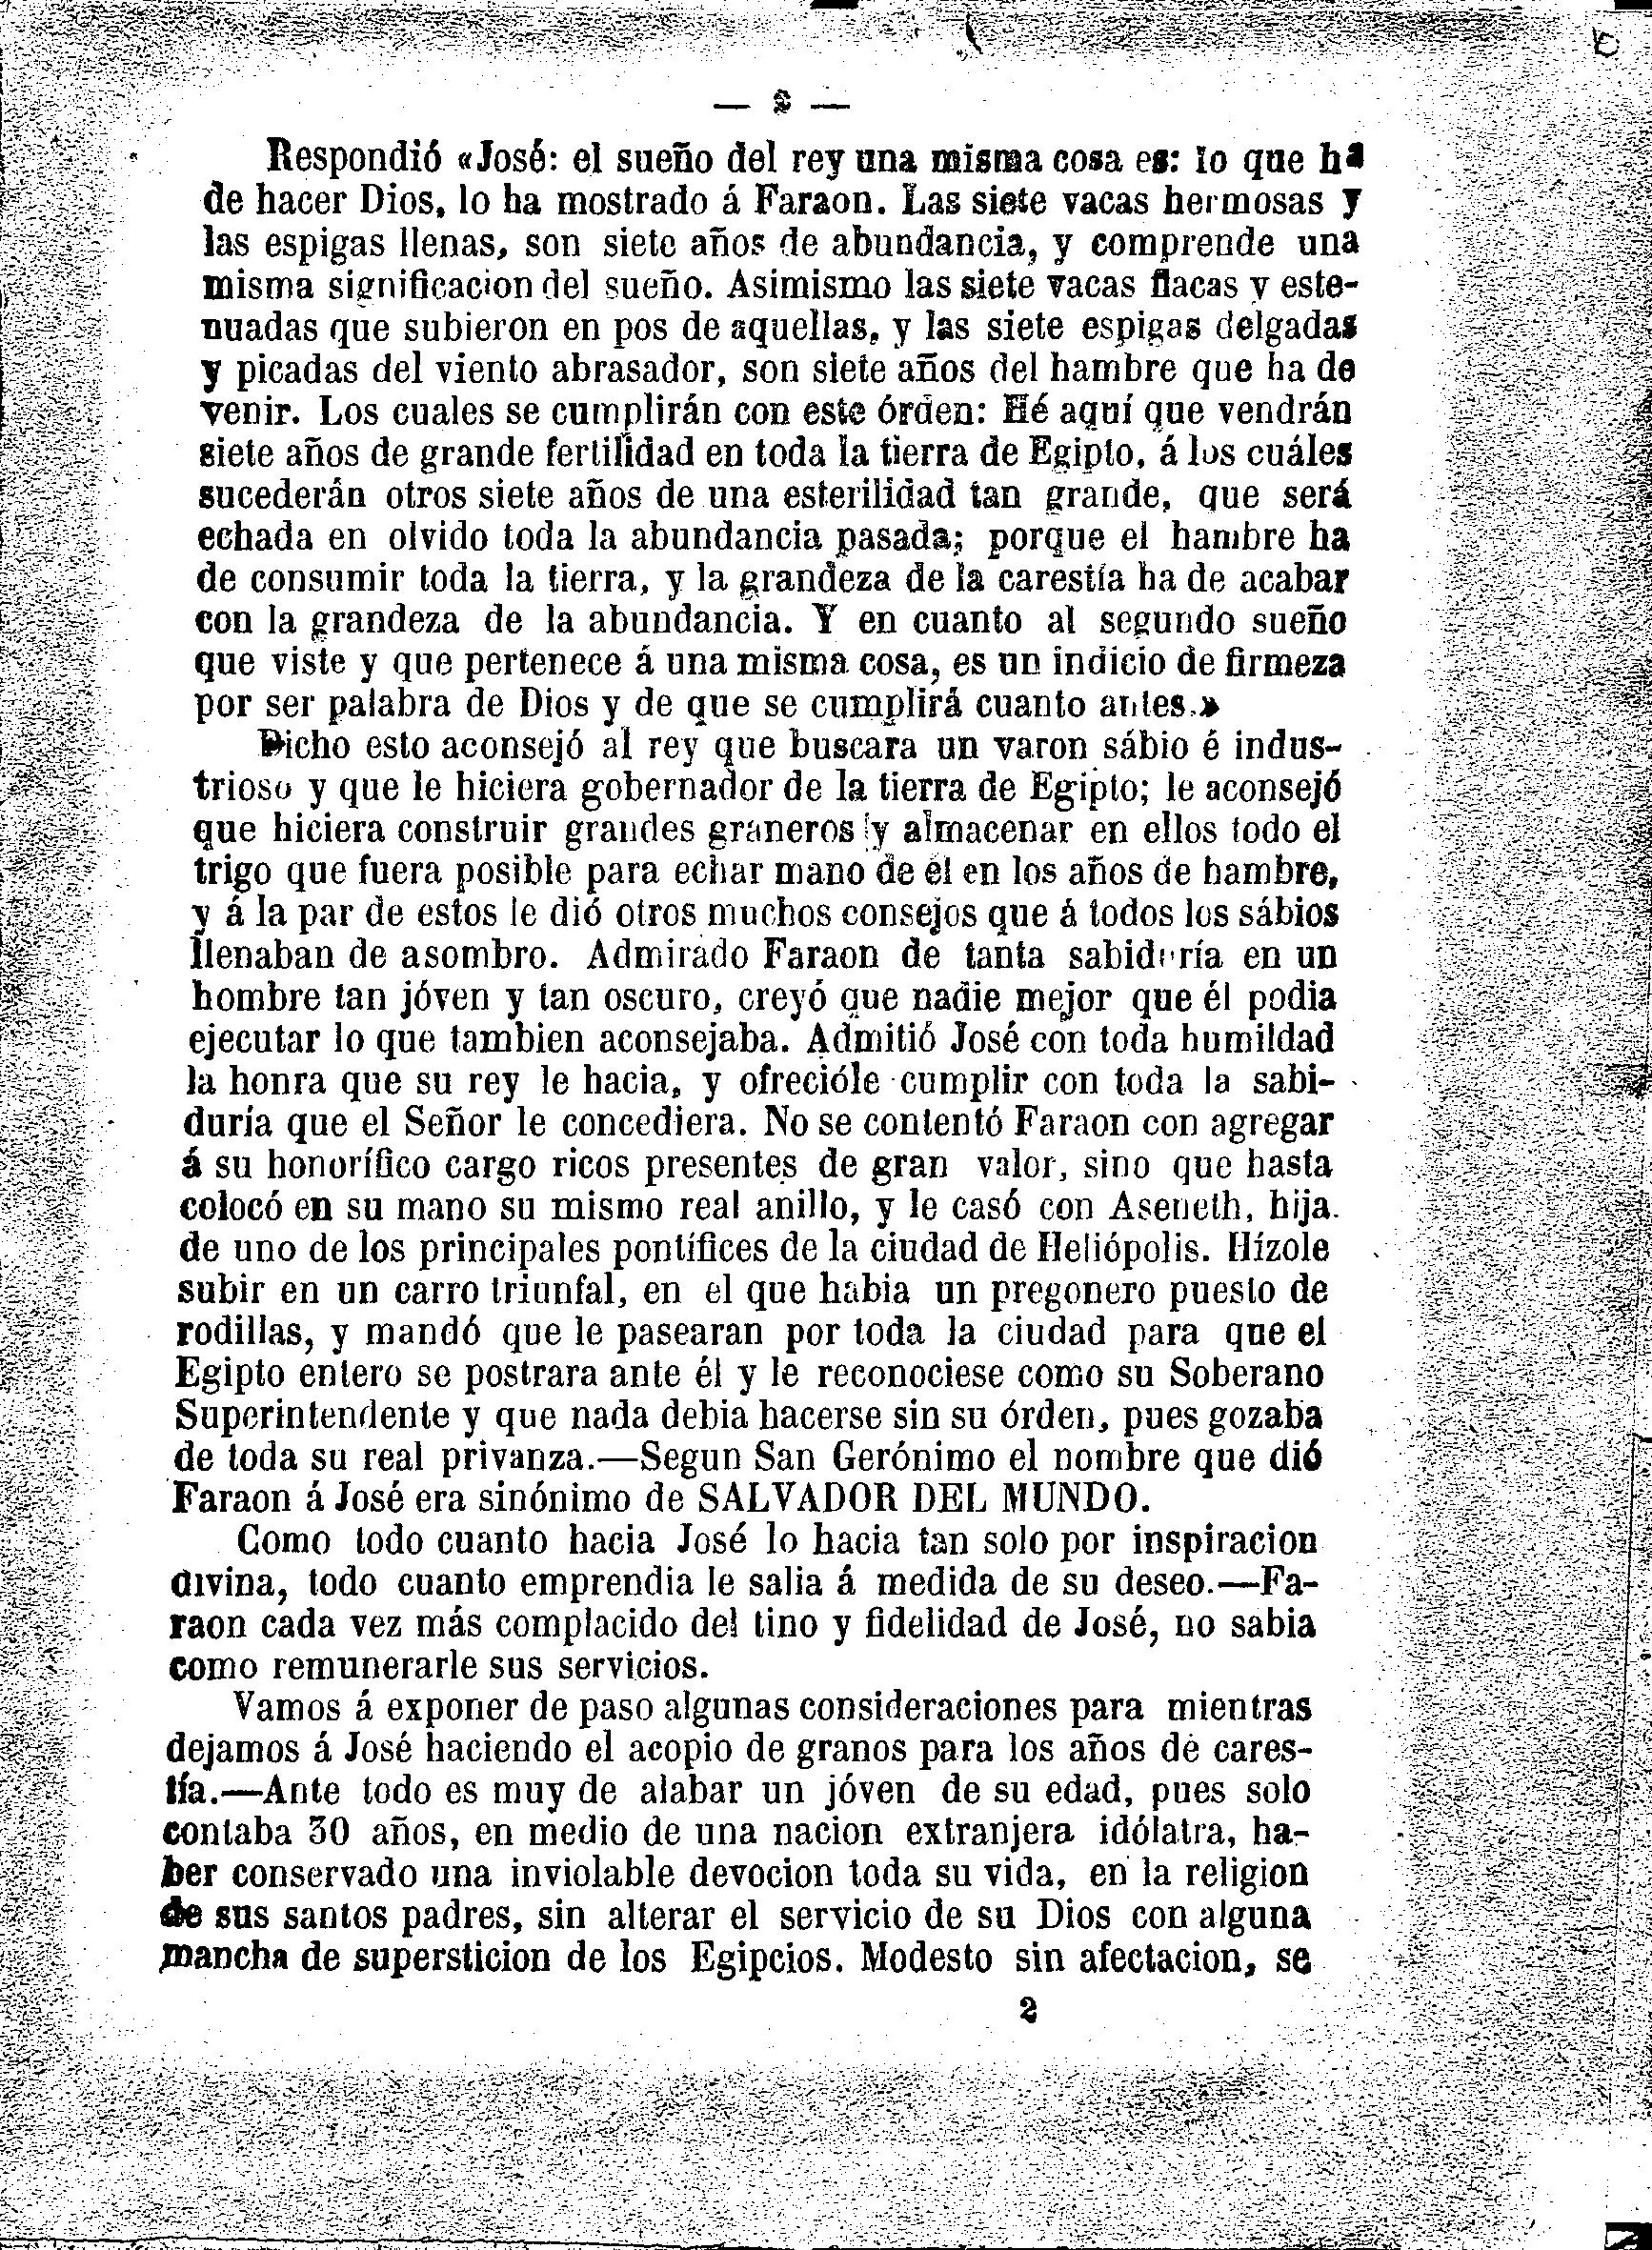 Respondió «José: el sueño del rey una misma cosa es: lo que ha
de hacer Dios, lo ha mostrado á Faraon. Las siete vacas hermosas y
las espigas llenas, son siete años de abundancia, y comprende una
misma significacion del sueño. Asimismo las siete vacas flacas y este-
nuadas que subieron en pos de aquellas, y las siete espigas delgadas
y picadas del viento abrasador, son siete años del hambre que ha de
venir. Los cuales se cumplirán con este órden: Hé aquí que vendrán
siete años de grande fertilidad en toda la tierra de Egipto, á los cuáles
sucederán otros siete años de una esterilidad tan grande, que será
echada en olvido toda la abundancia pasada; porque el hambre ha
de consumir toda la tierra, y la grandeza de la carestía ha de acabar
con la grandeza de la abundancia. Y en cuanto al segundo sueño
que viste y que pertenece á una misma cosa, es un indicio de firmeza
por ser palabra de Dios y de que se cumplirá cuanto antes.»
Dicho esto aconsejó al rey que buscara un varon sábio é indus-
trioso y que le hiciera gobernador de la tierra de Egipto; le aconsejó
que hiciera construir grandes graneros y almacenar en ellos todo el
trigo que fuera posible para echar mano de él en los años de hambre,
y á la par de estos le dió otros muchos consejos que á todos los sábios
llenaban de asombro. Admirado Faraon de tanta sabiduría en un
hombre tan jóven y tan oscuro, creyó que nadie mejor que él podia
ejecutar lo que tambien aconsejaba. Admitió José con toda humildad
la honra que su rey le hacia, y ofrecióle cumplir con toda la sabi-
duría que el Señor le concediera. No se contentó Faraon con agregar
á su honorífico cargo ricos presentes de gran valor, sino que hasta
colocó en su mano su mismo real anillo, y le casó con Aseneth, hija
de uno de los principales pontífices de la ciudad de Heliópolis. Hízole
subir en un carro triunfal, en el que habia un pregonero puesto de
rodillas, y mandó que le pasearan por toda la ciudad para que el
Egipto entero se postrara ante él y le reconociese como su Soberano
Superintendente y que nada debia hacerse sin su órden, pues gozaba
de toda su real privanza.—Segun San Gerónimo el nombre que dió
Faraon á José era sinónimo de SALVADOR DEL MUNDO.
Como todo cuanto hacia José lo hacia tan solo por inspiracion
divina, todo cuanto emprendia le salia á medida de su deseo.—Fa-
raon cada vez más complacido del tino y fidelidad de José, no sabia
como remunerarle sus servicios.
Vamos á exponer de paso algunas consideraciones para mientras
dejamos á José haciendo el acopio de granos para los años de cares-
tía.—Ante todo es muy de alabar un jóven de su edad, pues solo
contaba 30 años, en medio de una nacion extranjera idólatra, ha-
ber conservado una inviolable devocion toda su vida, en la religion
de sus santos padres, sin alterar el servicio de su Dios con alguna
mancha de supersticion de los Egipcios. Modesto sin afectacion, se
2